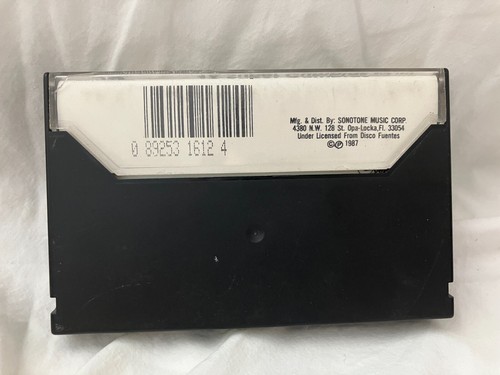 0 89253 1612 4
Mfg. & Dist. By: SONOTONE MUSIC CORP
4380 N.W. 128 St. Opa-Locka,Fl. 33054
Under Licensed From Disco Fuentes
©℗ 1987